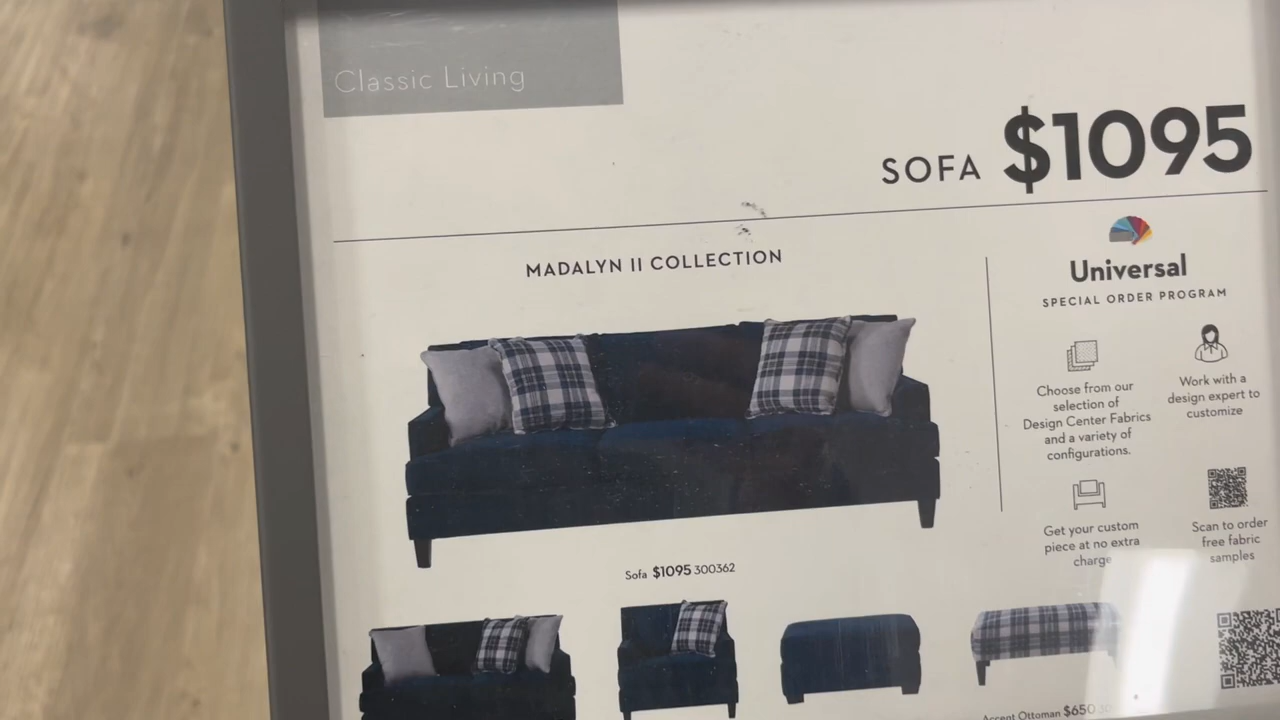 Classic Living
SOFA $1095
MADALYN II COLLECTION
Universal
SPECIAL ORDER PROGRAM
Choose from our
selection of
Design Center Fabrics
and a variety of
configurations.
Work with a
design expert to
customize
Get your custom
piece at no extra
charge
Scan to order
free fabric
samples
Sofa $1095 300362
Accent Ottoman $650